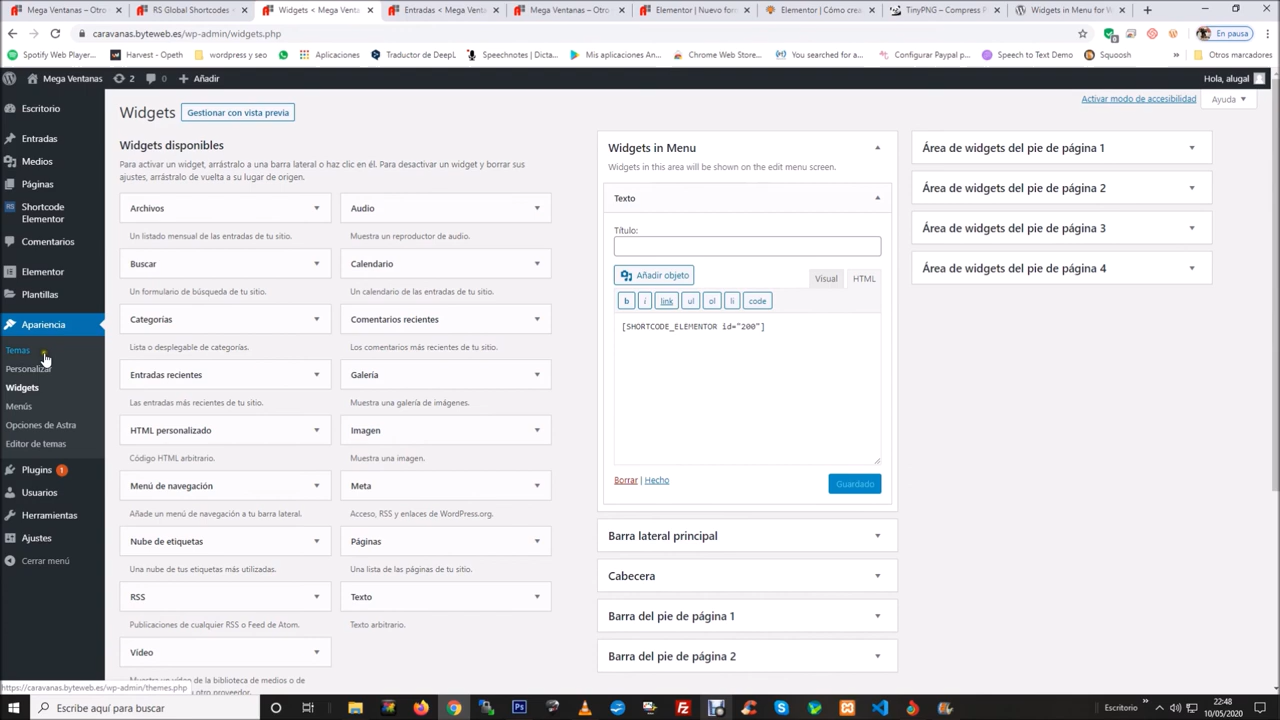 Mega Ventanas – Otro
RS Global Shortcodes
Widgets < Mega Venta
Entradas < Mega Vent
Mega Ventanas – Otro
Elementor | Nuevo for
Elementor | Cómo crea
TinyPNG – Compress P
Widgets in Menu for W
caravanas.byteweb.es/wp-admin/widgets.php
En pausa
Spotify Web Player...
Harvest - Opeth
wordpress y seo
Aplicaciones
Traductor de DeepL
Speechnotes | Dicta...
Mis aplicaciones An...
Chrome Web Store...
You searched for a...
Configurar Paypal p...
Speech to Text Demo
Squoosh
»
Otros marcadores
Mega Ventanas
2
0
Añadir
Hola, alugal
Escritorio
Entradas
Medios
Páginas
Shortcode
Elementor
Comentarios
Elementor
Plantillas
Apariencia
Temas
Personalizar
Widgets
Menús
Opciones de Astra
Editor de temas
Plugins 1
Usuarios
Herramientas
Ajustes
Cerrar menú
Activar modo de accesibilidad
Ayuda
Widgets
Gestionar con vista previa
Widgets disponibles
Para activar un widget, arrástralo a una barra lateral o haz clic en él. Para desactivar un widget y borrar sus
ajustes, arrástralo de vuelta a su lugar de origen.
Archivos
Un listado mensual de las entradas de tu sitio.
Audio
Muestra un reproductor de audio.
Buscar
Un formulario de búsqueda de tu sitio.
Calendario
Un calendario de las entradas de tu sitio.
Categorías
Lista o desplegable de categorías.
Comentarios recientes
Los comentarios más recientes de tu sitio.
Entradas recientes
Las entradas más recientes de tu sitio.
Galería
Muestra una galería de imágenes.
HTML personalizado
Código HTML arbitrario.
Imagen
Muestra una imagen.
Menú de navegación
Añade un menú de navegación a tu barra lateral.
Meta
Acceso, RSS y enlaces de WordPress.org.
Nube de etiquetas
Una nube de tus etiquetas más utilizadas.
Páginas
Una lista de las páginas de tu sitio.
RSS
Publicaciones de cualquier RSS o Feed de Atom.
Texto
Texto arbitrario.
Vídeo
Muestra un vídeo de la biblioteca de medios o de
otro proveedor.
Widgets in Menu
Widgets in this area will be shown on the edit menu screen.
Texto
Título:
Añadir objeto
Visual
HTML
b
i
link
ul
ol
li
code
[SHORTCODE_ELEMENTOR id="200"]
Borrar | Hecho
Guardado
Barra lateral principal
Cabecera
Barra del pie de página 1
Barra del pie de página 2
Área de widgets del pie de página 1
Área de widgets del pie de página 2
Área de widgets del pie de página 3
Área de widgets del pie de página 4
https://caravanas.byteweb.es/wp-admin/themes.php
Escribe aquí para buscar
Escritorio
»
22:48
10/05/2020